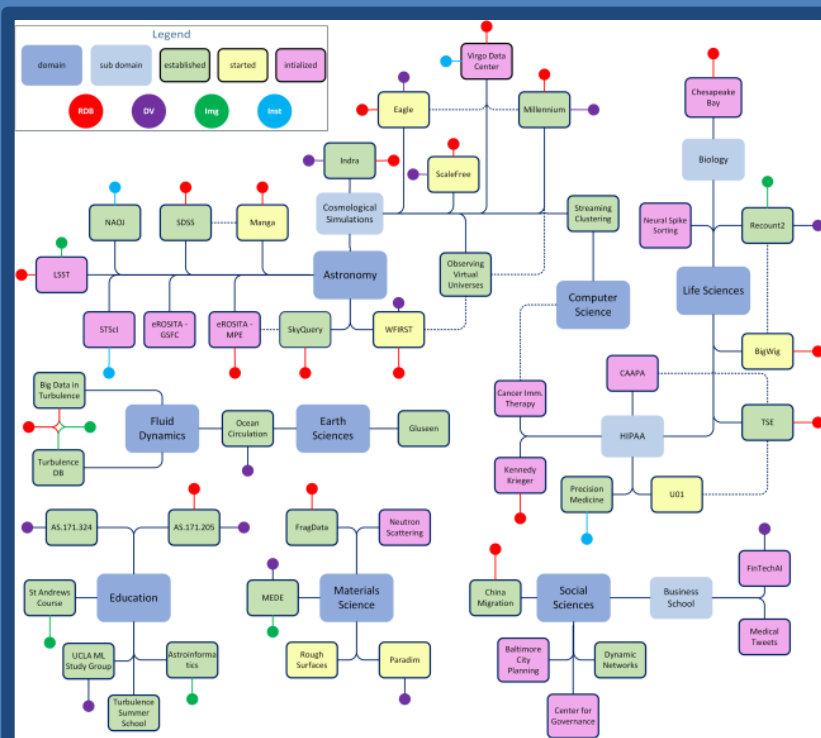 Legend
domain
sub domain
established
started
intialized
RDB
DV
Img
Inst
Virgo Data
Center
Eagle
Millennium
Chesapeake
Bay
Indra
ScaleFree
Biology
NAOJ
SDSS
Manga
Cosmological
Simulations
Streaming
Clustering
Neural Spike
Sorting
Recount2
LSST
Astronomy
Observing
Virtual
Universes
Computer
Science
Life Sciences
STScI
eROSITA -
GSFC
eROSITA -
MPE
SkyQuery
WFIRST
BigWig
CAAPA
Big Data in
Turbulence
Cancer Imm.
Therapy
Fluid
Dynamics
Ocean
Circulation
Earth
Sciences
Gluseen
HIPAA
TSE
Turbulence
DB
Kennedy
Krieger
Precision
Medicine
U01
AS.171.324
AS.171.205
FragData
Neutron
Scattering
FinTechAI
St Andrews
Course
Education
MEDE
Materials
Science
China
Migration
Social
Sciences
Business
School
UCLA ML
Study Group
Astroinforma
tics
Rough
Surfaces
Paradim
Baltimore
City
Planning
Dynamic
Networks
Medical
Tweets
Turbulence
Summer
School
Center for
Governance